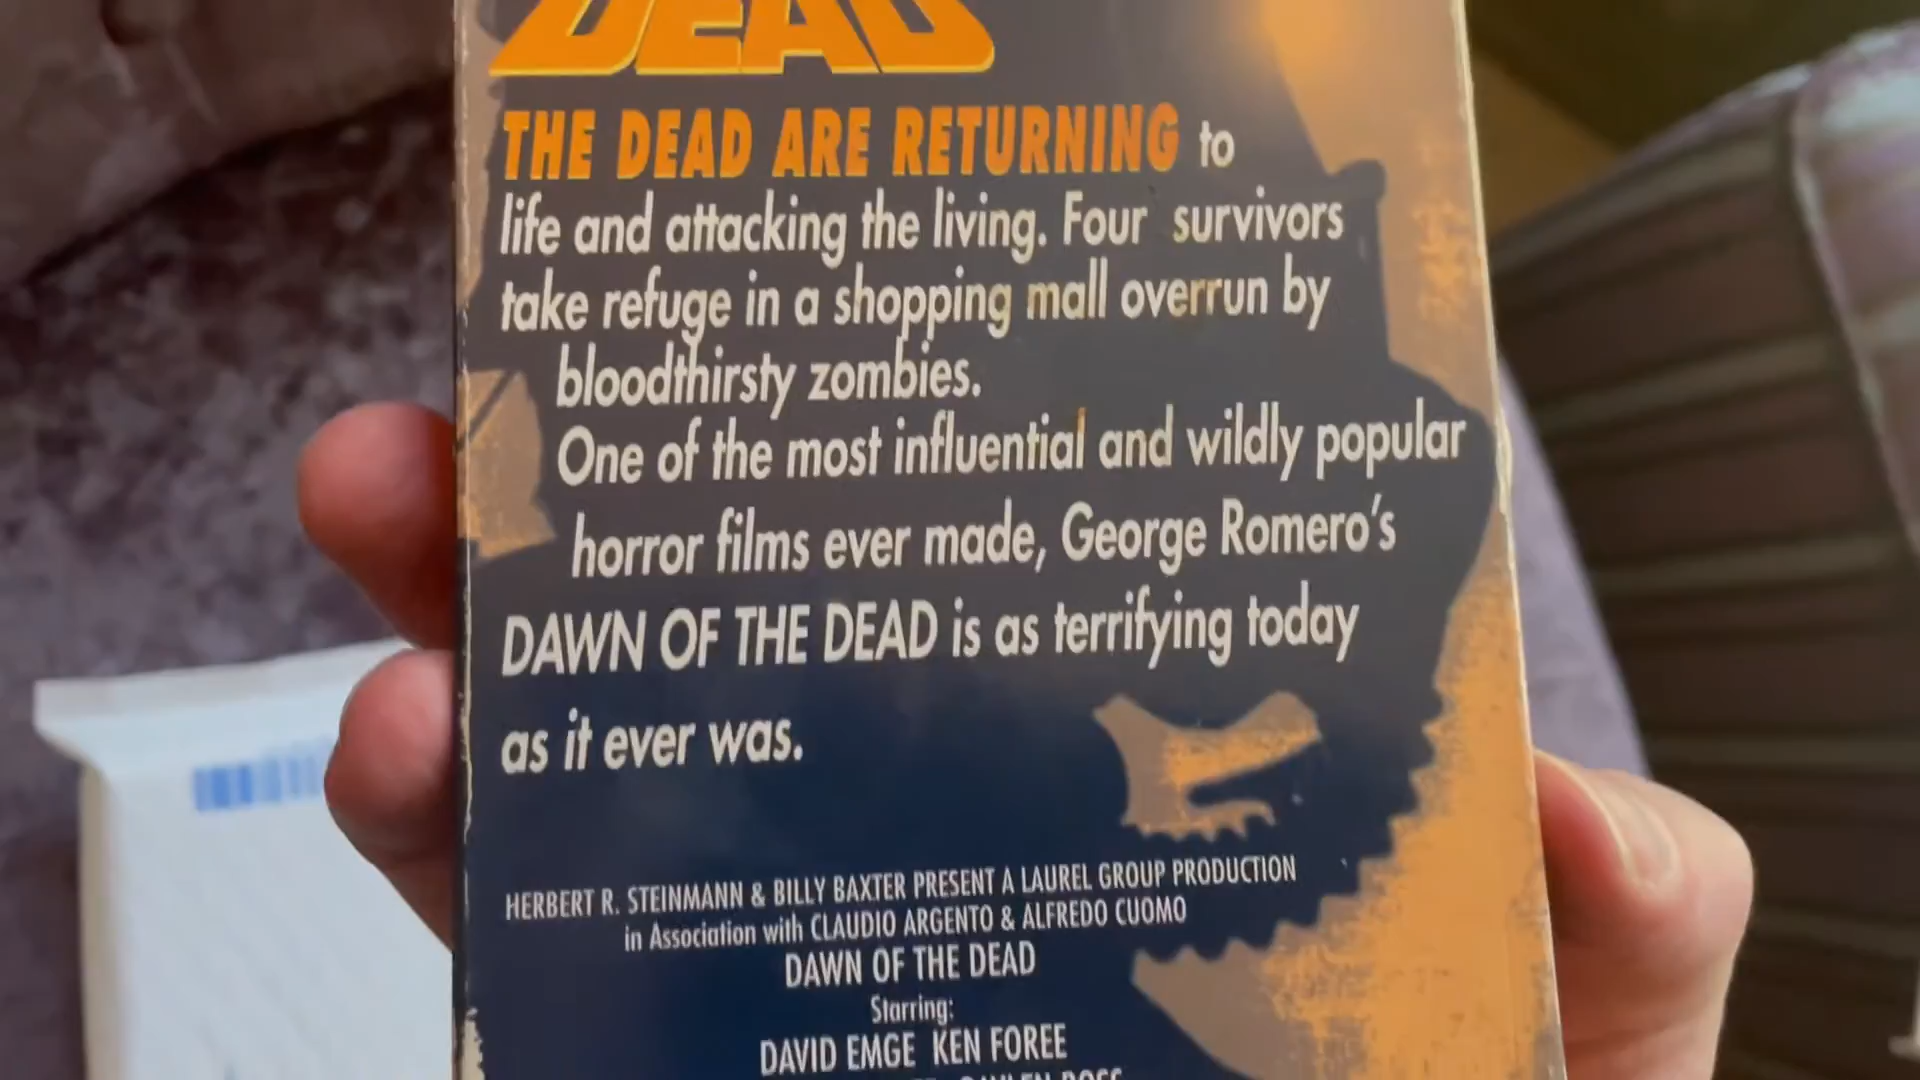 DEAD
THE DEAD ARE RETURNING to
life and attacking the living. Four survivors
take refuge in a shopping mall overrun by
bloodthirsty zombies.
One of the most influential and wildly popular
horror films ever made, George Romero's
DAWN OF THE DEAD is as terrifying today
as it ever was.
HERBERT R. STEINMANN & BILLY BAXTER PRESENT A LAUREL GROUP PRODUCTION
in Association with CLAUDIO ARGENTO & ALFREDO CUOMO
DAWN OF THE DEAD
Starring:
DAVID EMGE KEN FOREE